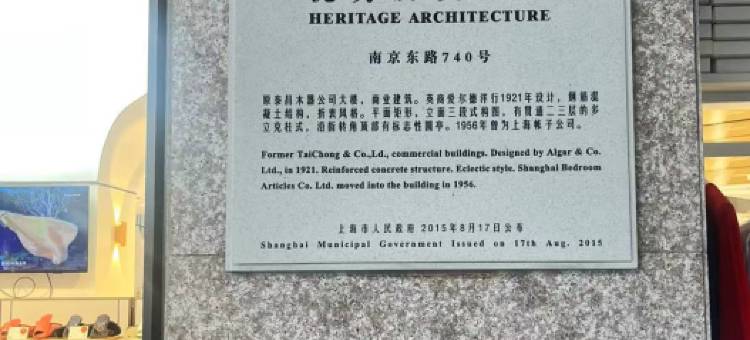 HERITAGE ARCHITECTURE
南京东路740号
原泰昌木器公司大楼，商业建筑。英商爱尔德洋行1921年设计，钢筋混
凝土结构，折衷风格。平面矩形，立面三段式构图，有贯通二三层的多
立克柱式，沿街转角顶部有标志性圆亭。1956年曾为上海帐子公司。
Former TaiChong & Co.,Ltd., commercial buildings. Designed by Algar & Co.
Ltd., in 1921. Reinforced concrete structure. Eclectic style. Shanghai Bedroom
Articles Co. Ltd. moved into the building in 1956.
上海市人民政府 2015年8月17日公布
Shanghai Municipal Government Issued on 17th Aug. 2015